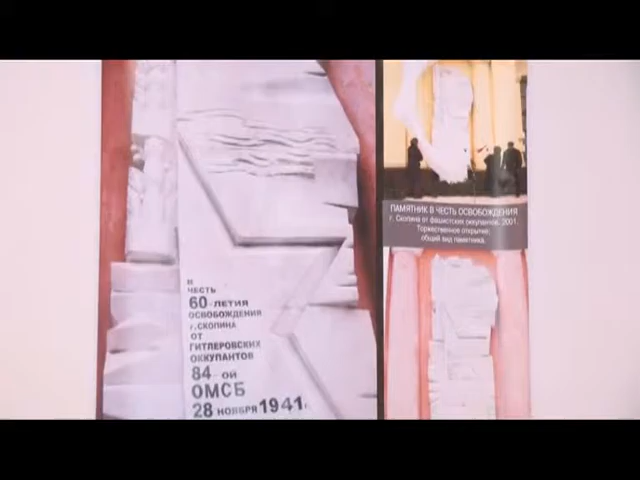 В
ЧЕСТЬ
60-ЛЕТИЯ
ОСВОБОЖДЕНИЯ
г.СКОПИНА
ОТ
ГИТЛЕРОВСКИХ
ОККУПАНТОВ
84-ОЙ
ОМСБ
28 НОЯБРЯ 1941г.
ПАМЯТНИК В ЧЕСТЬ ОСВОБОЖДЕНИЯ
г. Скопина от фашистских оккупантов. 2001.
Торжественное открытие.
общий вид памятника.